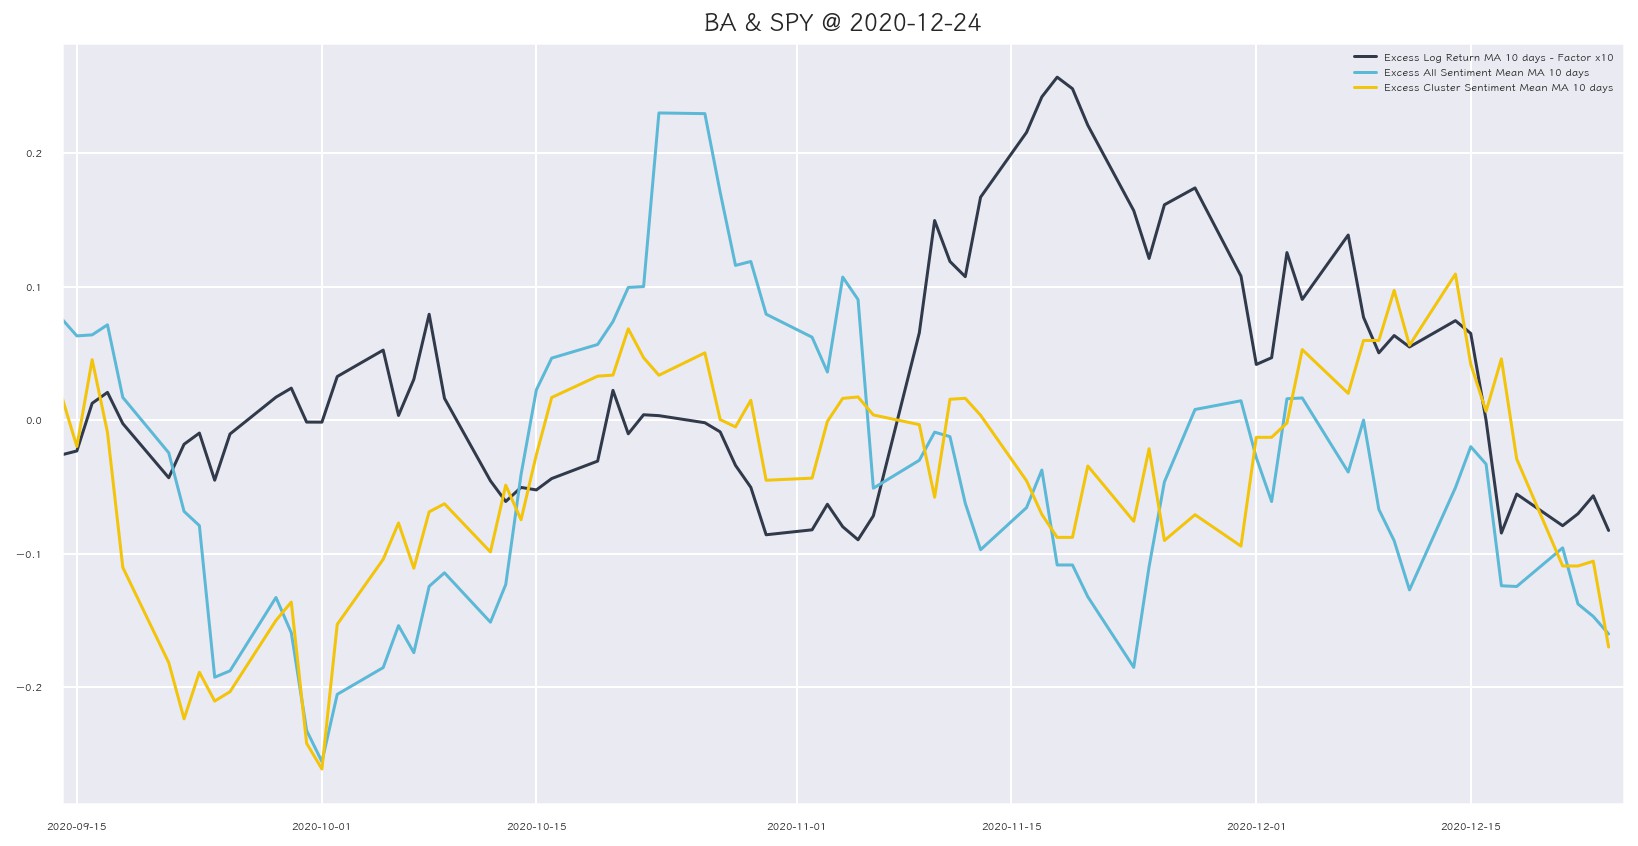 BA & SPY @ 2020-12-24
Excess Log Return MA 10 days - Factor x10
Excess All Sentiment Mean MA 10 days
Excess Cluster Sentiment Mean MA 10 days
0.2
0.1
0.0
−0.1
−0.2
2020-09-15 2020-10-01 2020-10-15 2020-11-01 2020-11-15 2020-12-01 2020-12-15